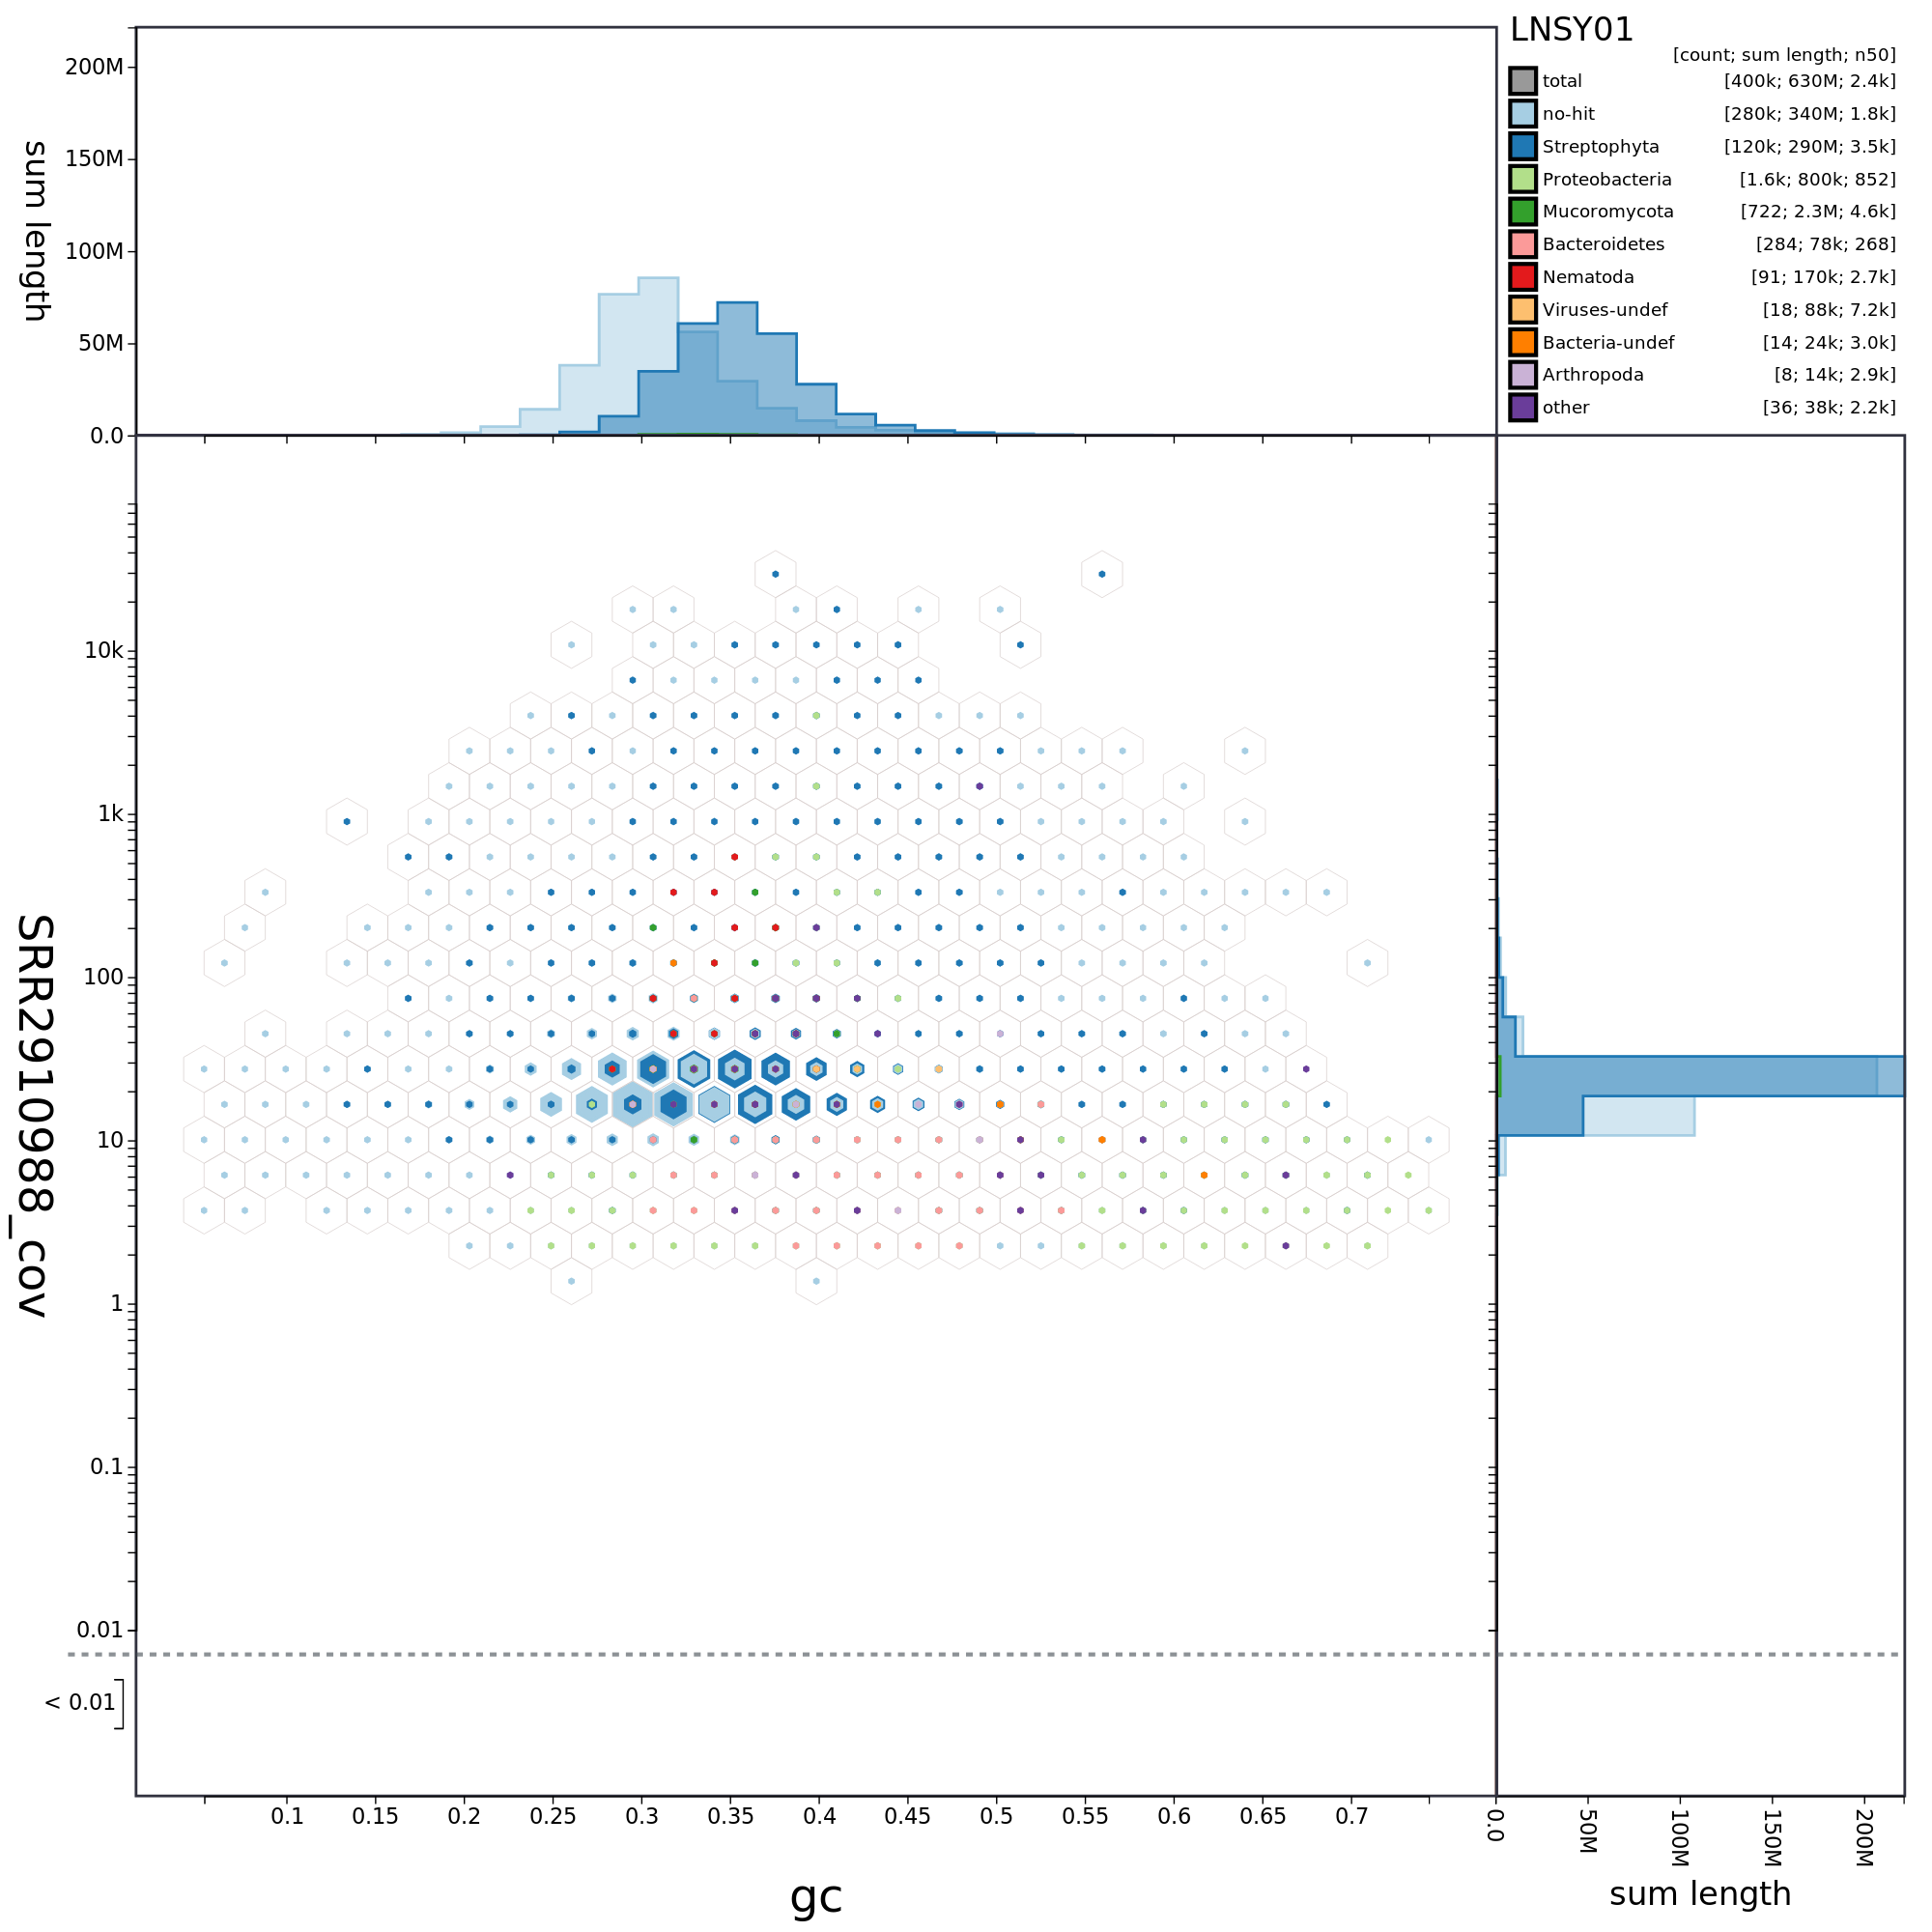 LNSY01
[count; sum length; n50]
total [400k; 630M; 2.4k]
no-hit [280k; 340M; 1.8k]
Streptophyta [120k; 290M; 3.5k]
Proteobacteria [1.6k; 800k; 852]
Mucoromycota [722; 2.3M; 4.6k]
Bacteroidetes [284; 78k; 268]
Nematoda [91; 170k; 2.7k]
Viruses-undef [18; 88k; 7.2k]
Bacteria-undef [14; 24k; 3.0k]
Arthropoda [8; 14k; 2.9k]
other [36; 38k; 2.2k]
sum length
200M
150M
100M
50M
0.0
SRR2910988_cov
10k
1k
100
10
1
0.1
0.01
< 0.01
0.1 0.15 0.2 0.25 0.3 0.35 0.4 0.45 0.5 0.55 0.6 0.65 0.7
gc
0.0 50M 100M 150M 200M
sum length